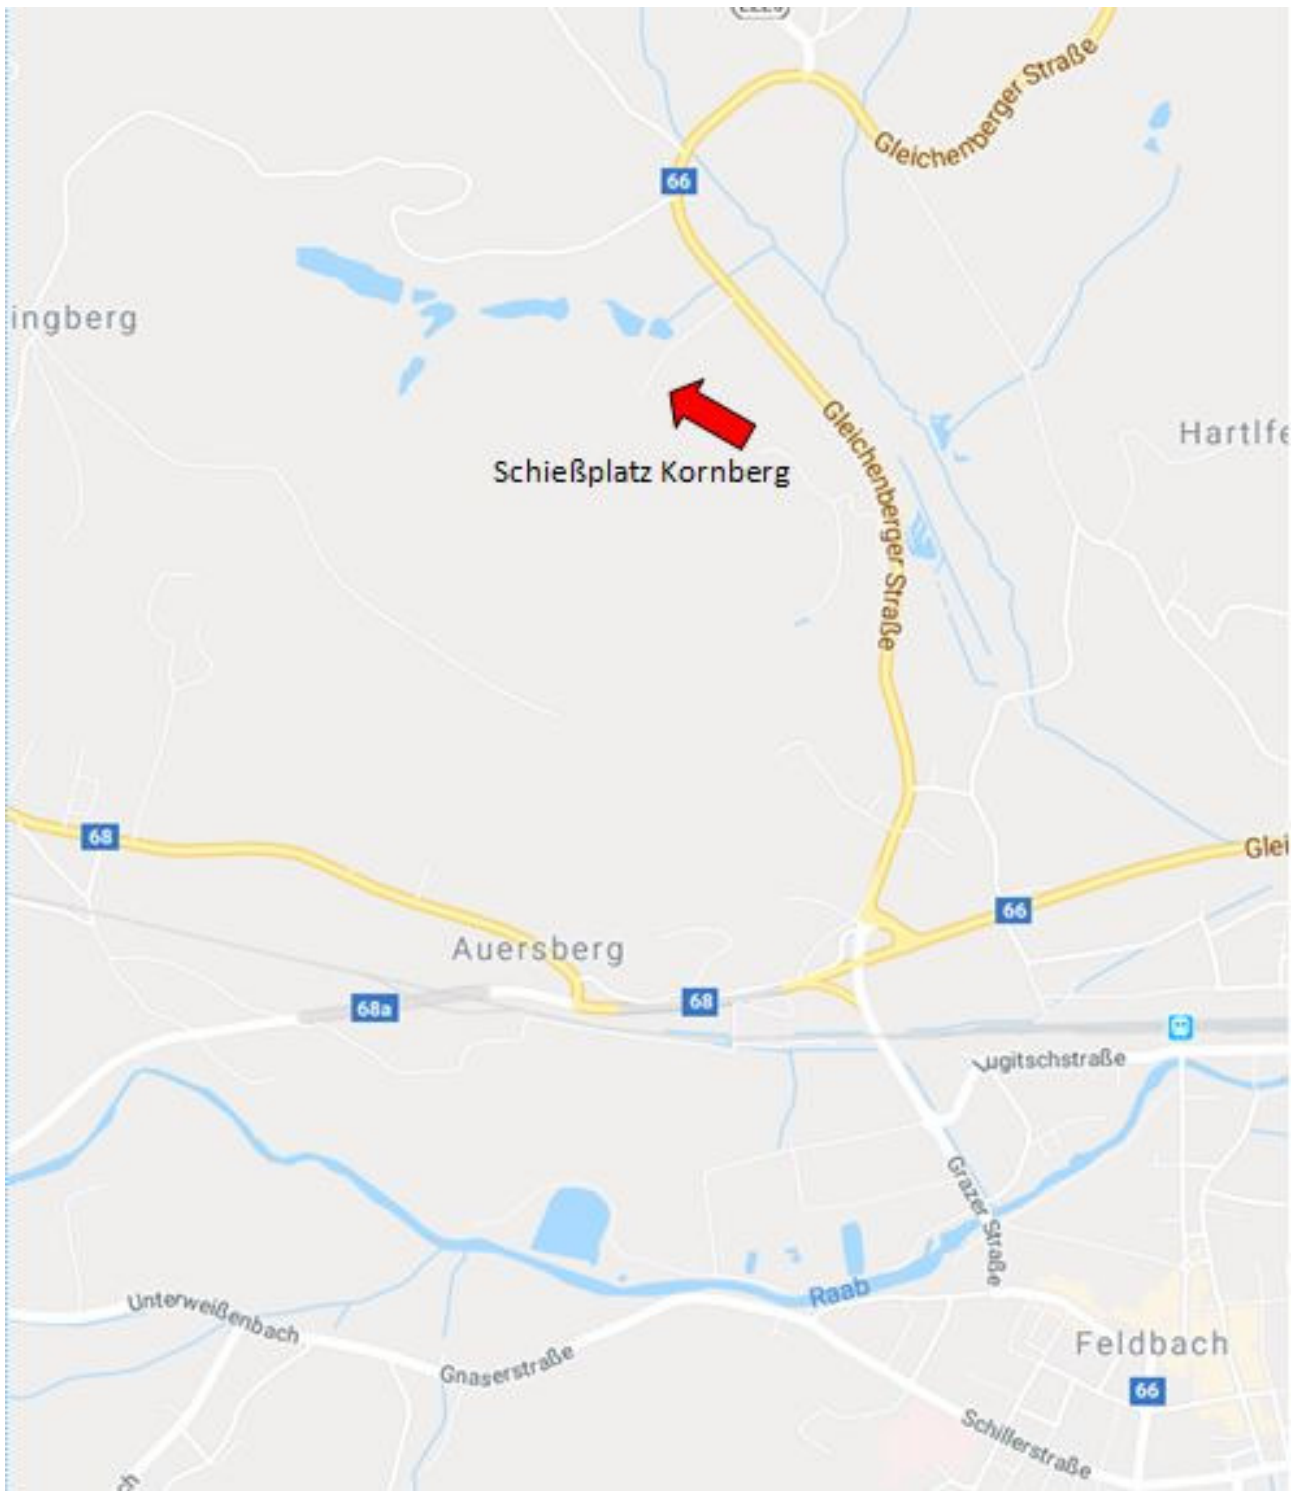 Gleichenberger Straße
66
ingberg
Gleichenberger Straße
Hartlfe
Schießplatz Kornberg
68
Glei
66
Auersberg
68
68a
Lugitschstraße
Grazer Straße
Raab
Unterweißenbach
Feldbach
Gnaserstraße
66
Schillerstraße